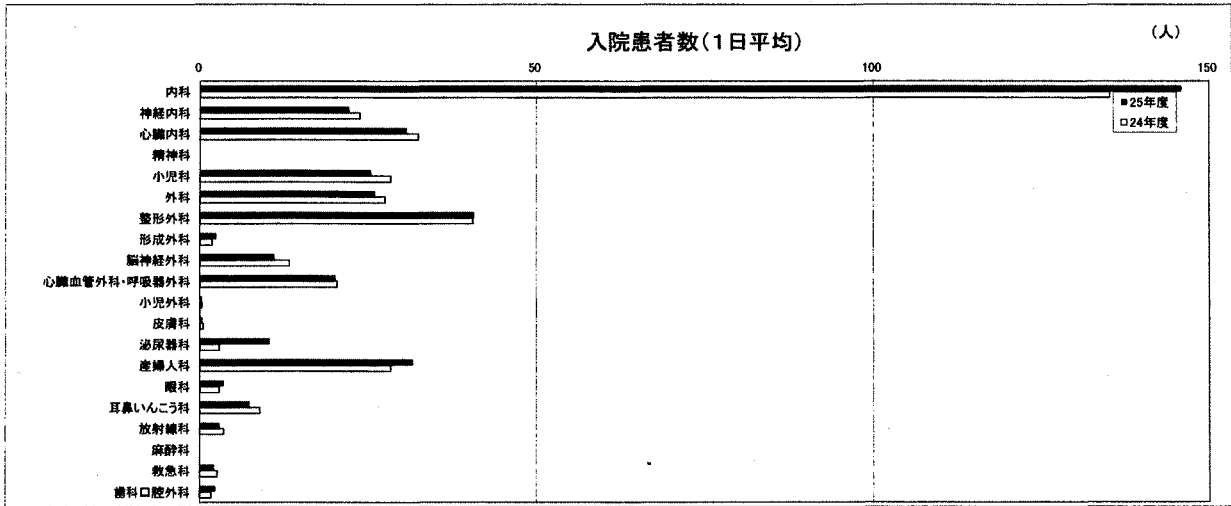 入院患者数(1日平均)
(人)
0
50
100
150
■25年度
□24年度
内科
神経内科
心臓内科
精神科
小児科
外科
整形外科
形成外科
脳神経外科
心臓血管外科・呼吸器外科
小児外科
皮膚科
泌尿器科
産婦人科
眼科
耳鼻いんこう科
放射線科
麻酔科
救急科
歯科口腔外科